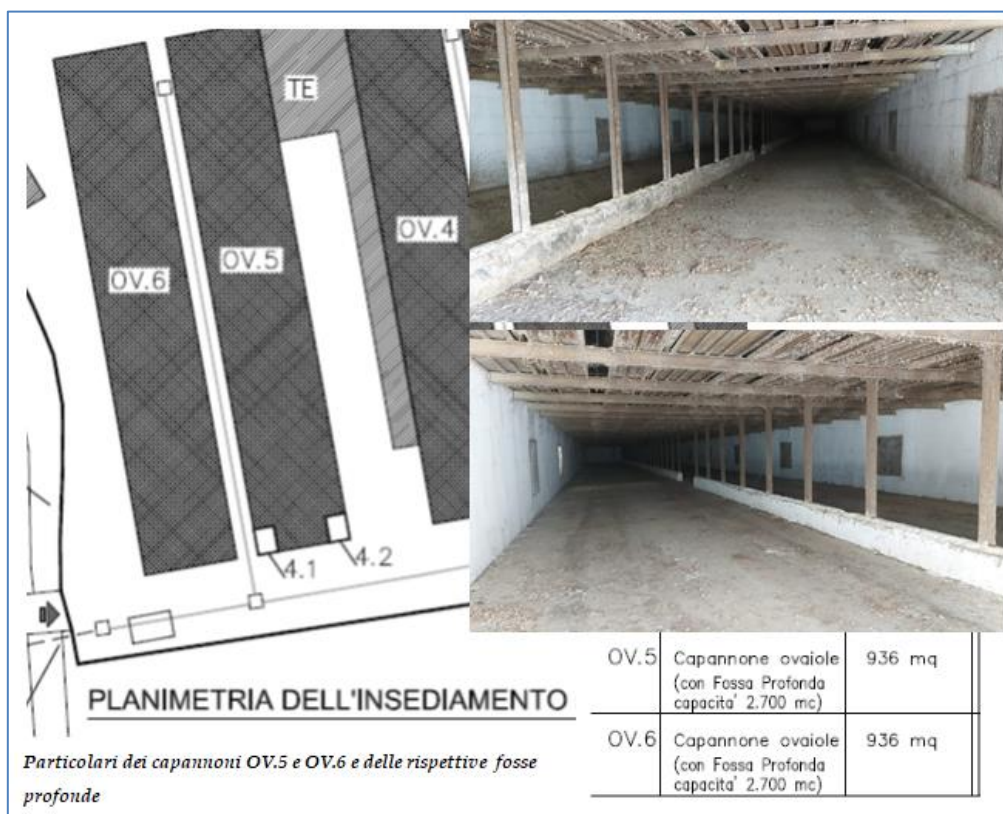 TE
OV.4
OV.5
OV.6
4.1
4.2
PLANIMETRIA DELL'INSEDIAMENTO
Particolari dei capannoni OV.5 e OV.6 e delle rispettive fosse
profonde
OV.5 Capannone ovaiole 936 mq
(con Fossa Profonda
capacita' 2.700 mc)
OV.6 Capannone ovaiole 936 mq
(con Fossa Profonda
capacita' 2.700 mc)